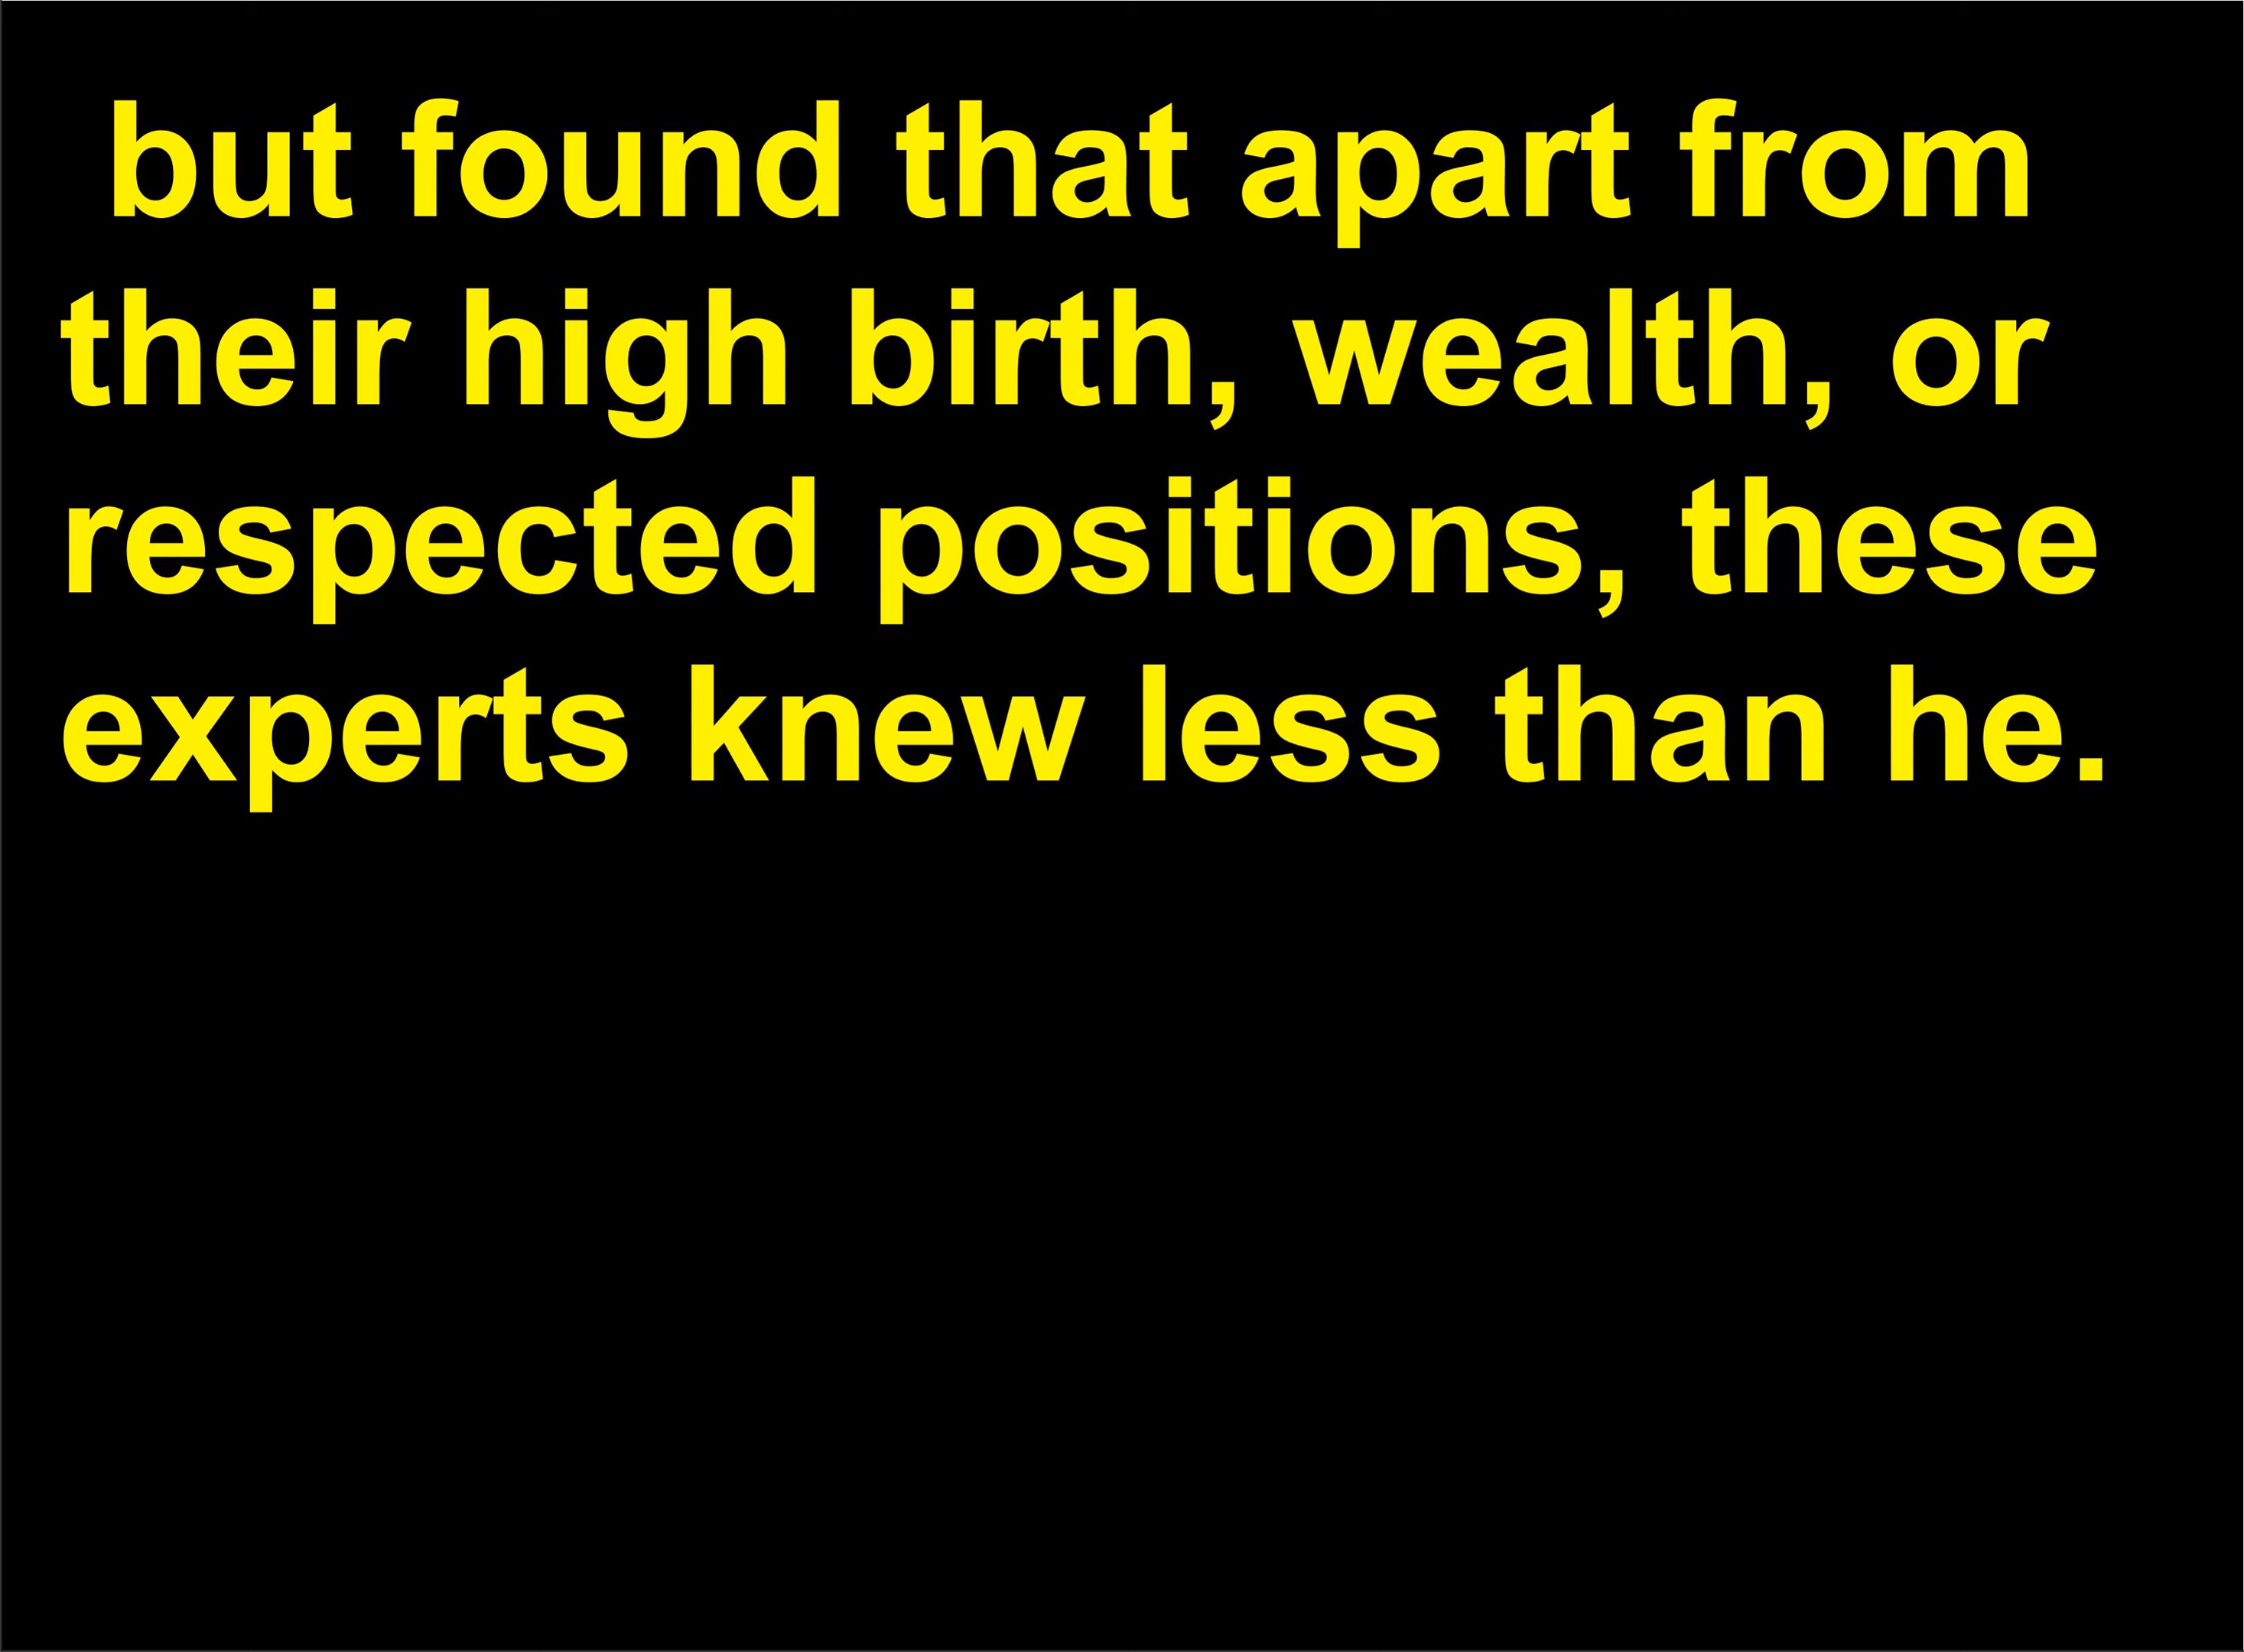 but found that apart from
their high birth, wealth, or
respected positions, these
experts knew less than he.